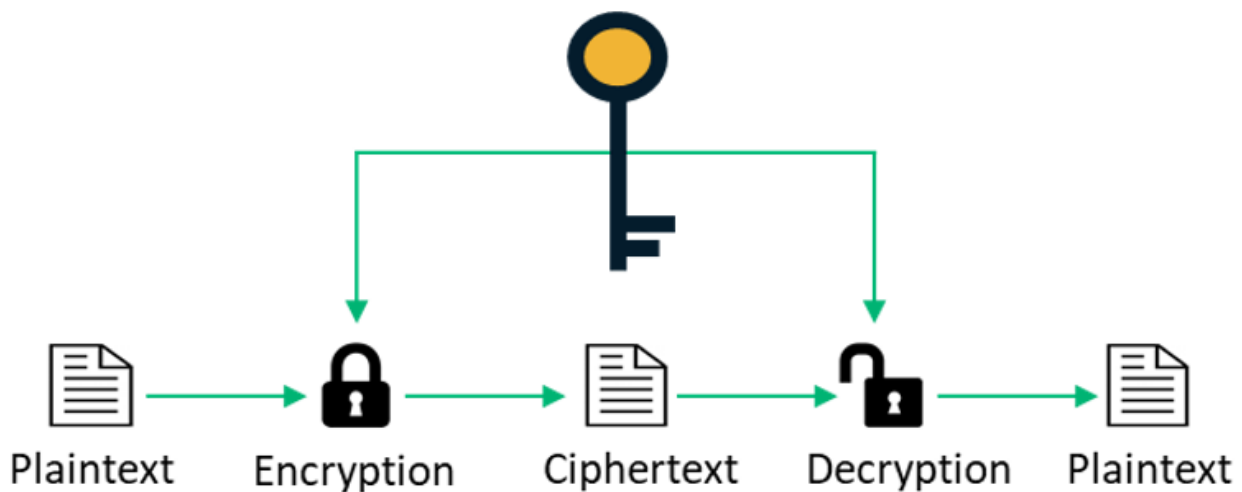 Plaintext
Encryption
Ciphertext
Decryption
Plaintext